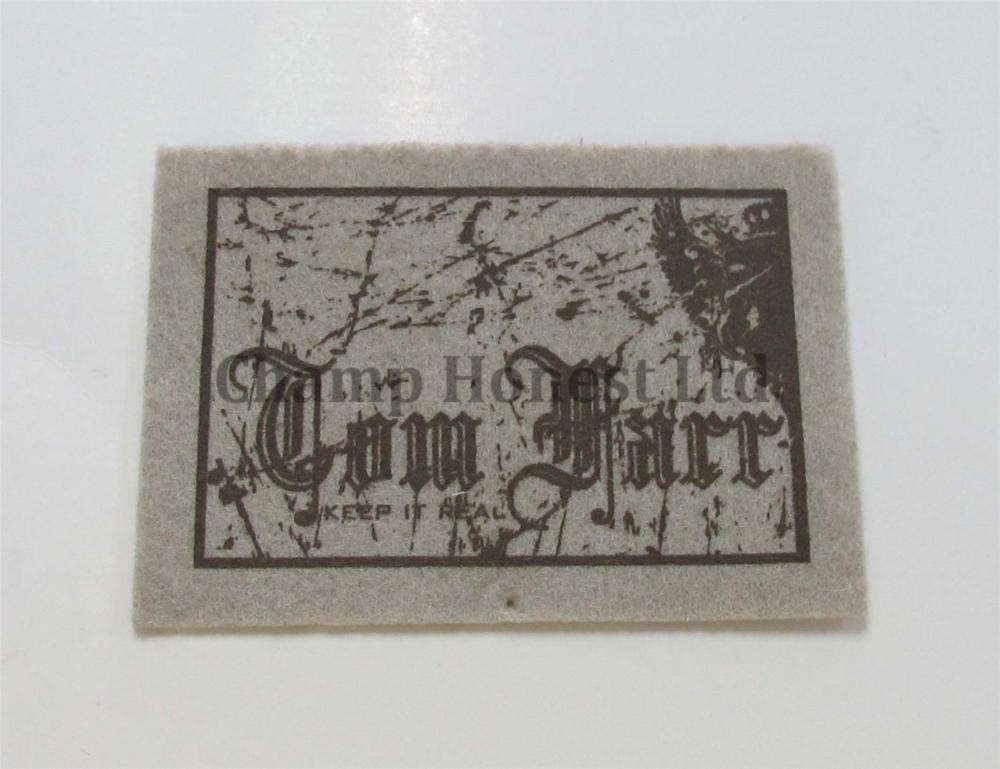 Champ Honest Ltd.
Tom Farr
KEEP IT REAL